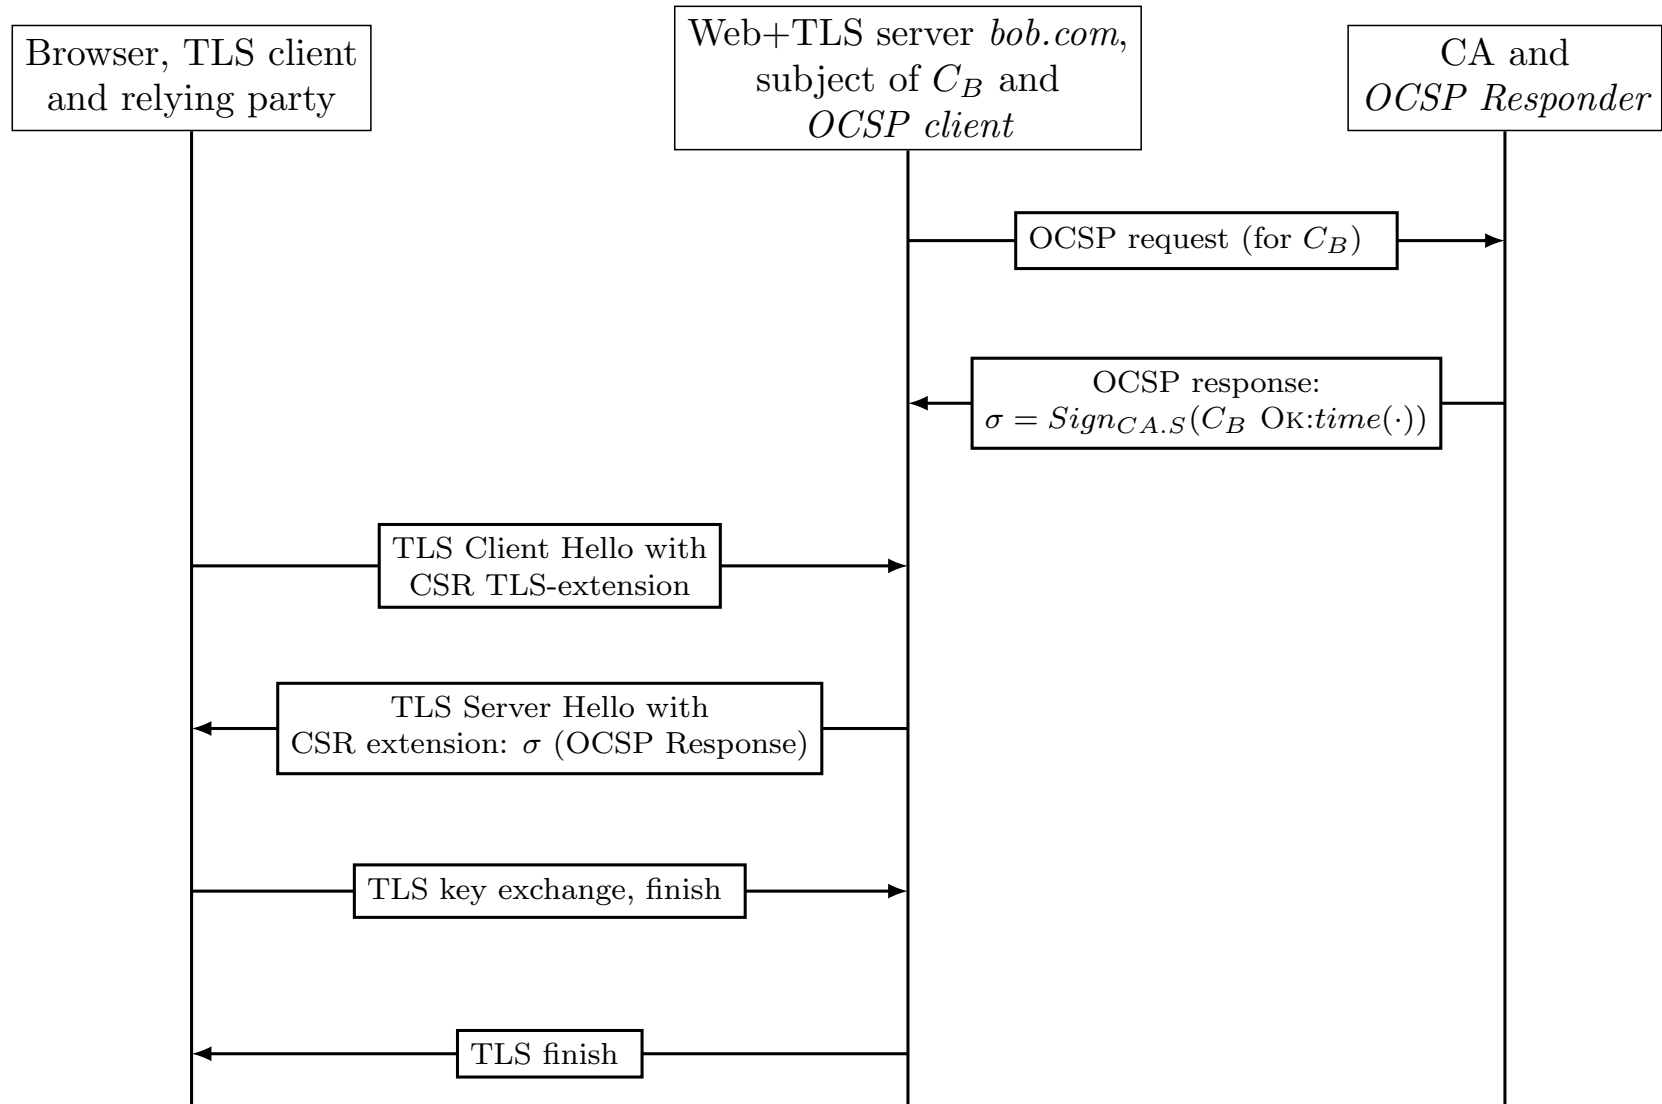 Browser, TLS client
and relying party
Web+TLS server bob.com,
subject of C_B and
OCSP client
CA and
OCSP Responder
OCSP request (for C_B)
OCSP response:
σ = Sign_{CA.S}(C_B OK:time(·))
TLS Client Hello with
CSR TLS-extension
TLS Server Hello with
CSR extension: σ (OCSP Response)
TLS key exchange, finish
TLS finish